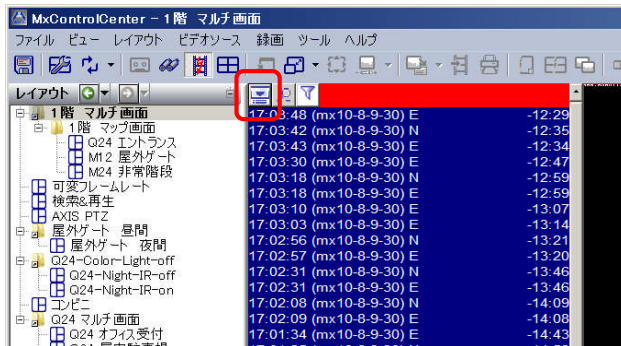 MxControlCenter - 1階 マルチ画面
ファイル ビュー レイアウト ビデオソース 録画 ツール ヘルプ
レイアウト
1階 マルチ画面
1階 マップ画面
Q24 エントランス
M12 屋外ゲート
M24 非常階段
可変フレームレート
検索&再生
AXIS PTZ
屋外ゲート 昼間
屋外ゲート 夜間
Q24-Color-Light-off
Q24-Night-IR-off
Q24-Night-IR-on
コンビニ
Q24 マルチ画面
Q24 オフィス受付
17:03:48 (mx10-8-9-30) E -12:29
17:03:42 (mx10-8-9-30) N -12:35
17:03:43 (mx10-8-9-30) E -12:34
17:03:30 (mx10-8-9-30) E -12:47
17:03:18 (mx10-8-9-30) N -12:59
17:03:18 (mx10-8-9-30) E -12:59
17:03:10 (mx10-8-9-30) E -13:07
17:03:03 (mx10-8-9-30) E -13:14
17:02:56 (mx10-8-9-30) N -13:21
17:02:57 (mx10-8-9-30) E -13:20
17:02:31 (mx10-8-9-30) N -13:46
17:02:31 (mx10-8-9-30) N -13:46
17:02:08 (mx10-8-9-30) N -14:09
17:02:09 (mx10-8-9-30) E -14:08
17:01:34 (mx10-8-9-30) E -14:43